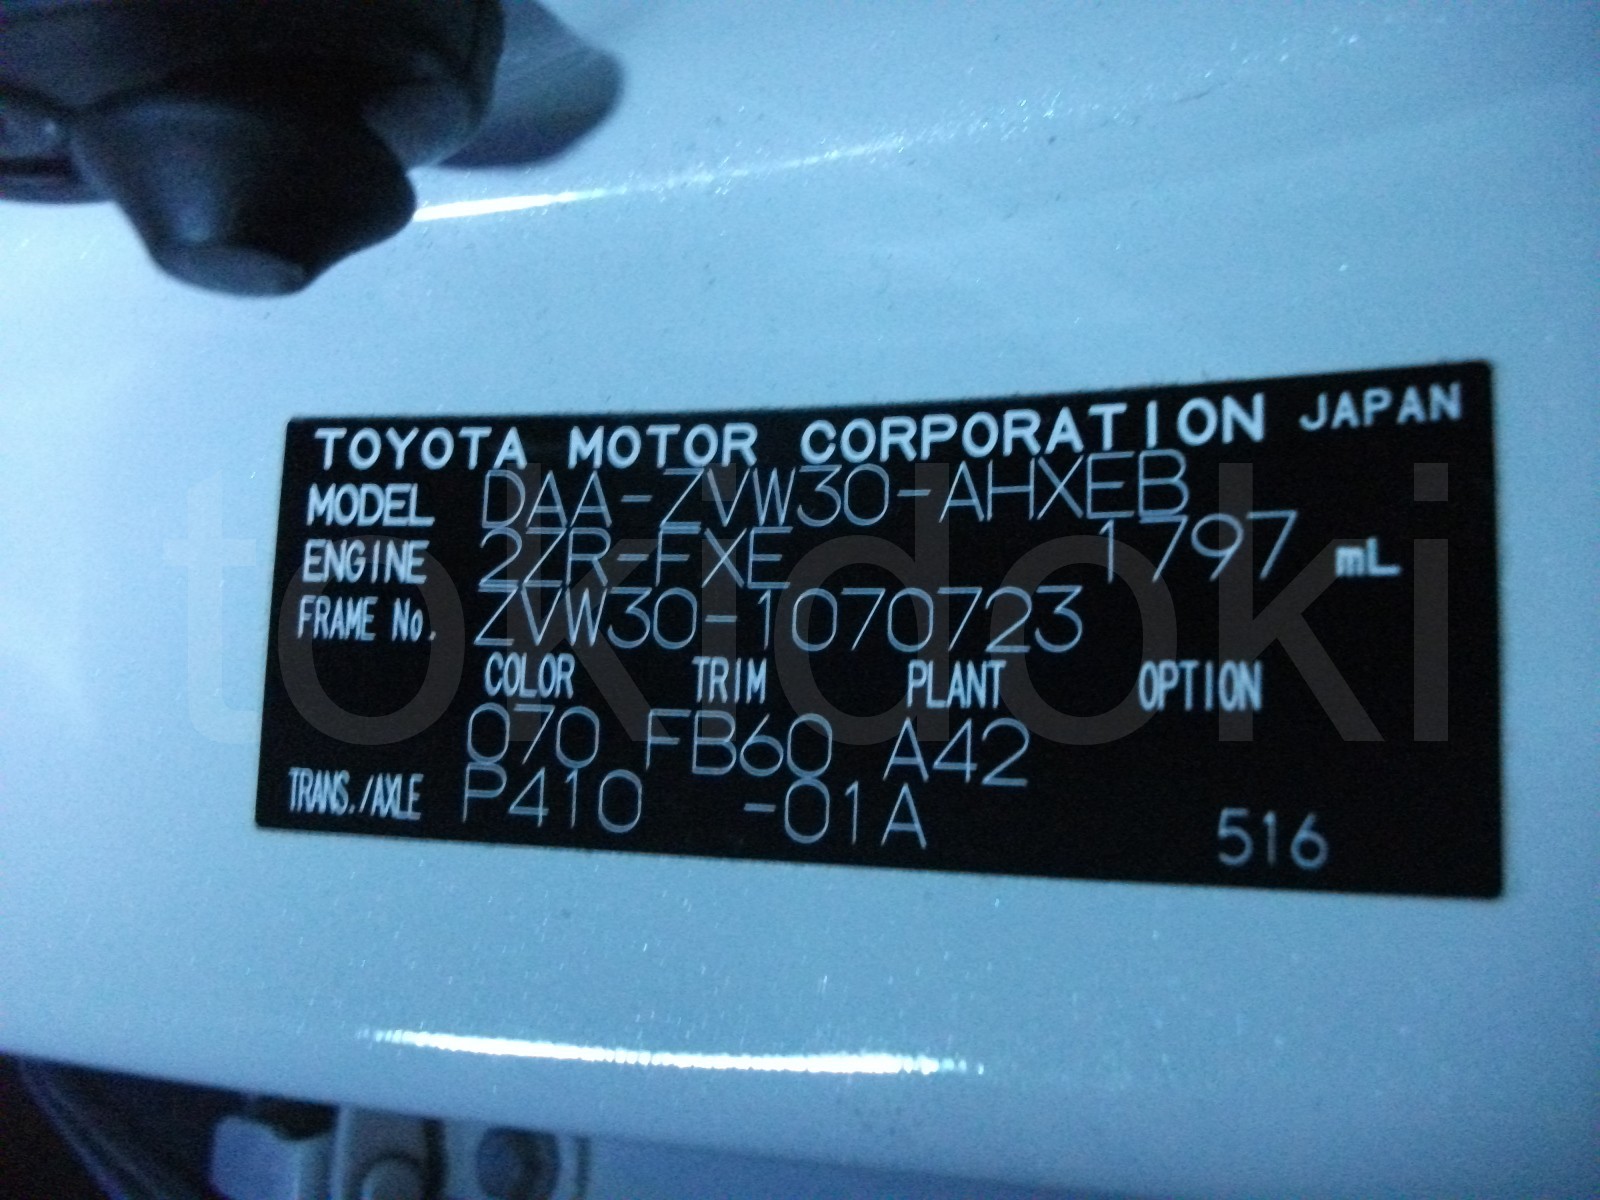 TOYOTA MOTOR CORPORATION JAPAN
MODEL DAA-ZVW30-AHXEB
ENGINE 2ZR-FXE 1797 mL
FRAME No. ZVW30-1070723
COLOR TRIM PLANT OPTION
070 FB60 A42
TRANS./AXLE P410 -01A 516
tokidoki